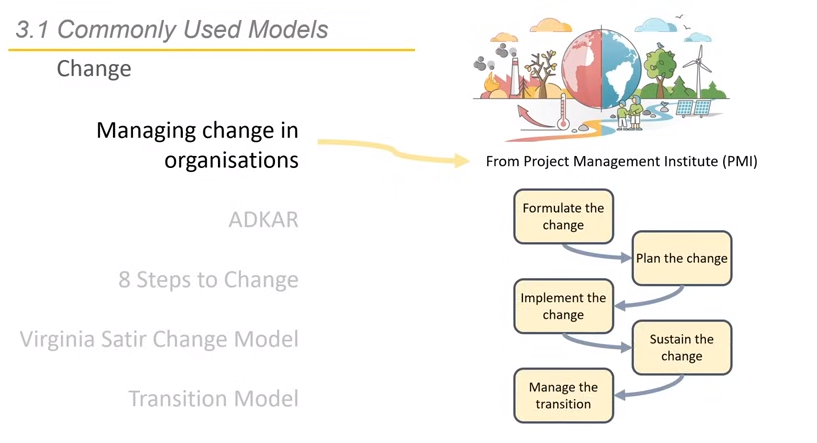 3.1 Commonly Used Models
Change
Managing change in
organisations
ADKAR
8 Steps to Change
Virginia Satir Change Model
Transition Model
From Project Management Institute (PMI)
Formulate the
change
Plan the change
Implement the
change
Sustain the
change
Manage the
transition